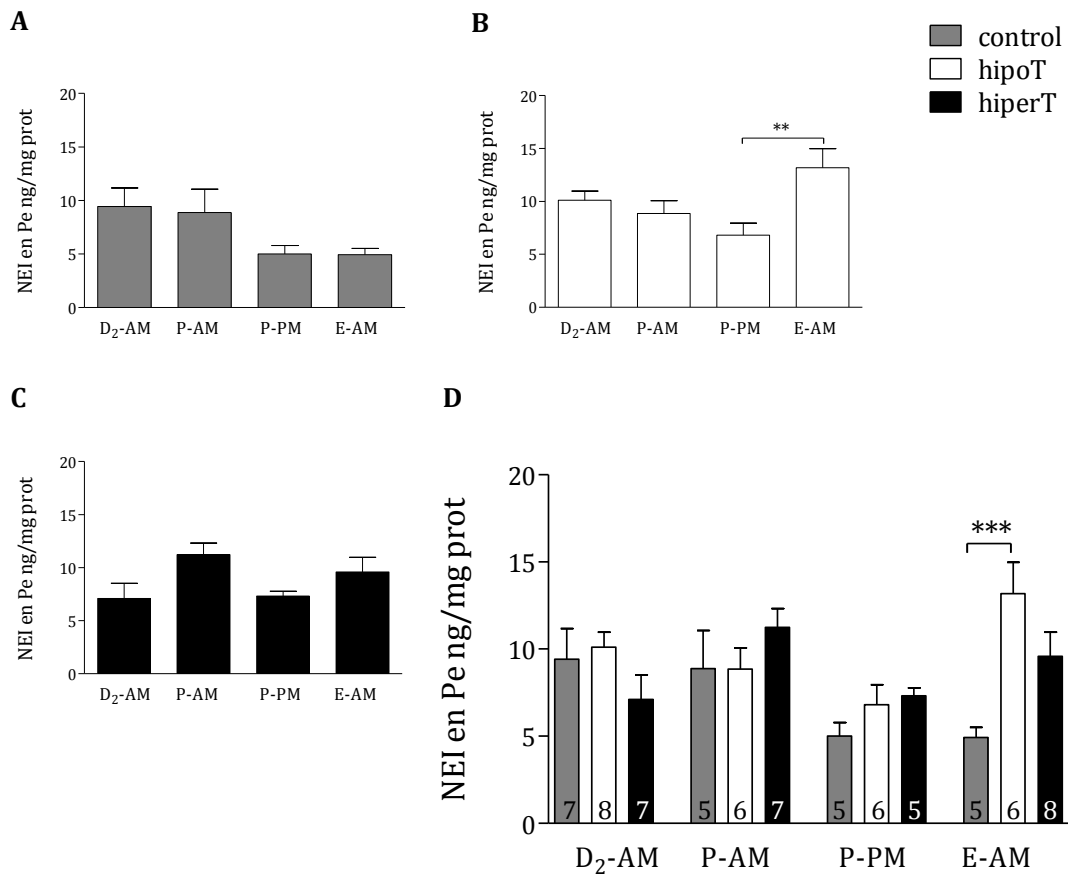 A
NEI en Pe ng/mg prot
20
15
10
5
0
D₂-AM P-AM P-PM E-AM
B
NEI en Pe ng/mg prot
20
15
10
5
0
**
D₂-AM P-AM P-PM E-AM
control
hipoT
hiperT
C
NEI en Pe ng/mg prot
20
15
10
5
0
D₂-AM P-AM P-PM E-AM
D
NEI en Pe ng/mg prot
20
15
10
5
0
***
7 8 7 5 6 7 5 6 5 5 6 8
D₂-AM P-AM P-PM E-AM